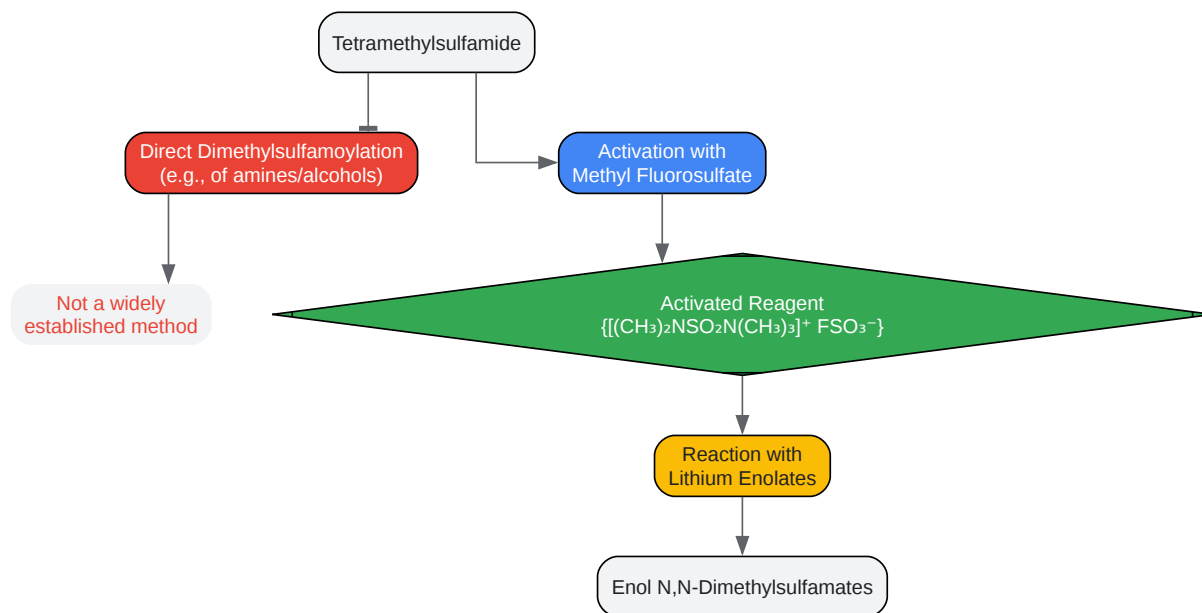 Tetramethylsulfamide
Direct Dimethylsulfamoylation
(e.g., of amines/alcohols)
Activation with
Methyl Fluorosulfate
Not a widely
established method
Activated Reagent
{[(CH₃)₂NSO₂N(CH₃)₃]⁺ FSO₃⁻}
Reaction with
Lithium Enolates
Enol N,N-Dimethylsulfamates